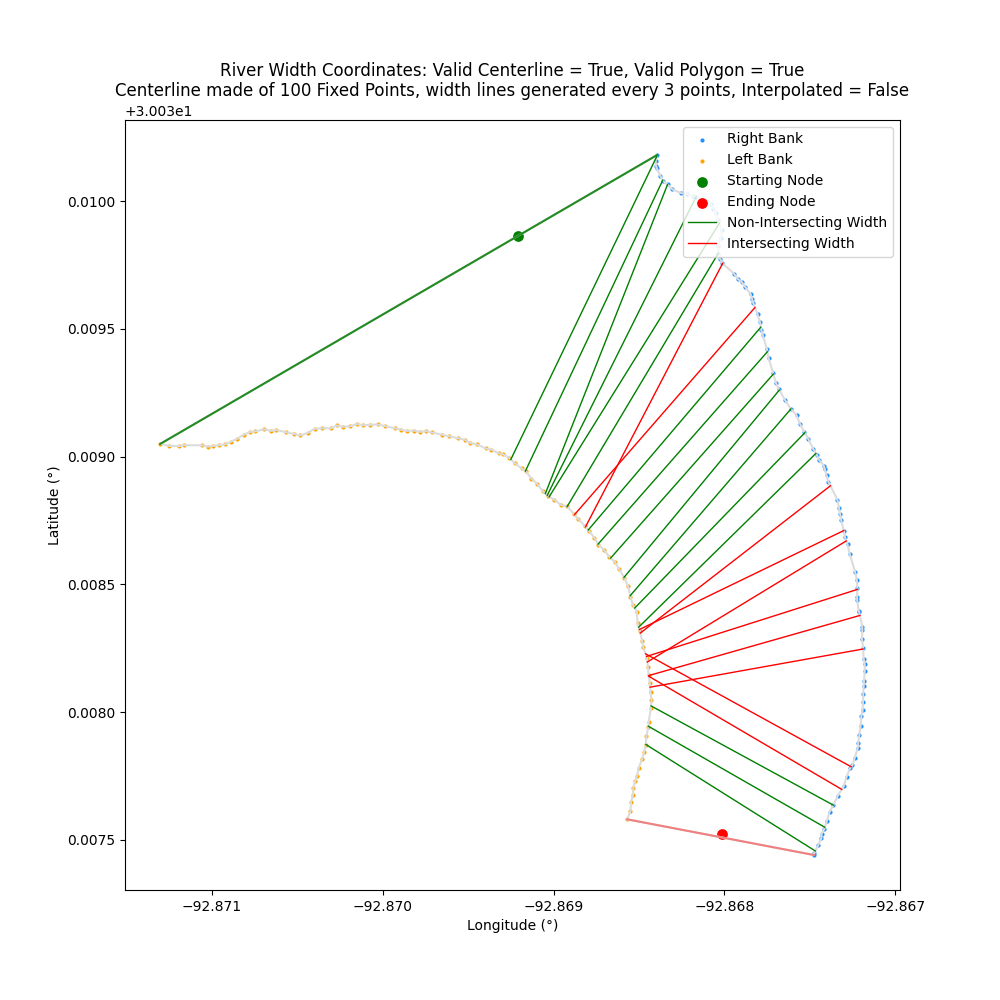 River Width Coordinates: Valid Centerline = True, Valid Polygon = True
Centerline made of 100 Fixed Points, width lines generated every 3 points, Interpolated = False
+3.003e1
Right Bank
Left Bank
Starting Node
Ending Node
Non-Intersecting Width
Intersecting Width
0.0100
0.0095
0.0090
0.0085
0.0080
0.0075
Latitude (°)
−92.871
−92.870
−92.869
−92.868
−92.867
Longitude (°)